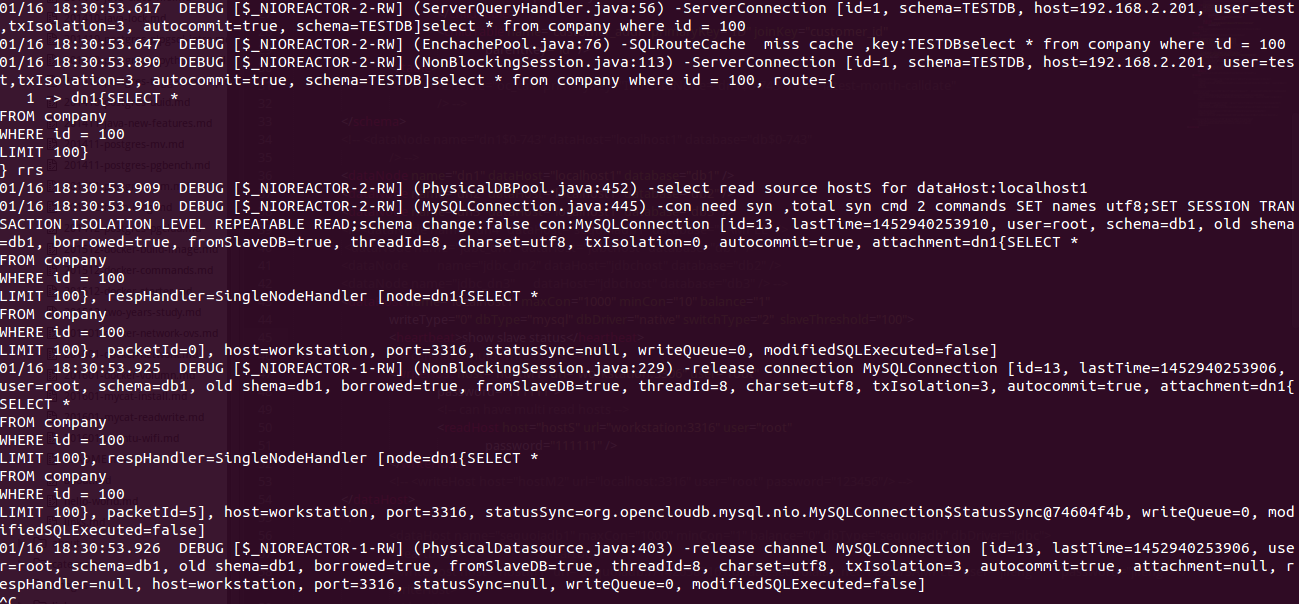 01/16 18:30:53.617  DEBUG [$_NIOREACTOR-2-RW] (ServerQueryHandler.java:56) -ServerConnection [id=1, schema=TESTDB, host=192.168.2.201, user=test
,txIsolation=3, autocommit=true, schema=TESTDB]select * from company where id = 100
01/16 18:30:53.647  DEBUG [$_NIOREACTOR-2-RW] (EnchachePool.java:76) -SQLRouteCache  miss cache ,key:TESTDBselect * from company where id = 100
01/16 18:30:53.890  DEBUG [$_NIOREACTOR-2-RW] (NonBlockingSession.java:113) -ServerConnection [id=1, schema=TESTDB, host=192.168.2.201, user=tes
t,txIsolation=3, autocommit=true, schema=TESTDB]select * from company where id = 100, route={
   1 -> dn1{SELECT *
FROM company
WHERE id = 100
LIMIT 100}
} rrs
01/16 18:30:53.909  DEBUG [$_NIOREACTOR-2-RW] (PhysicalDBPool.java:452) -select read source hostS for dataHost:localhost1
01/16 18:30:53.910  DEBUG [$_NIOREACTOR-2-RW] (MySQLConnection.java:445) -con need syn ,total syn cmd 2 commands SET names utf8;SET SESSION TRAN
SACTION ISOLATION LEVEL REPEATABLE READ;schema change:false con:MySQLConnection [id=13, lastTime=1452940253910, user=root, schema=db1, old shema
=db1, borrowed=true, fromSlaveDB=true, threadId=8, charset=utf8, txIsolation=0, autocommit=true, attachment=dn1{SELECT *
FROM company
WHERE id = 100
LIMIT 100}, respHandler=SingleNodeHandler [node=dn1{SELECT *
FROM company
WHERE id = 100
LIMIT 100}, packetId=0], host=workstation, port=3316, statusSync=null, writeQueue=0, modifiedSQLExecuted=false]
01/16 18:30:53.925  DEBUG [$_NIOREACTOR-1-RW] (NonBlockingSession.java:229) -release connection MySQLConnection [id=13, lastTime=1452940253906,
user=root, schema=db1, old shema=db1, borrowed=true, fromSlaveDB=true, threadId=8, charset=utf8, txIsolation=3, autocommit=true, attachment=dn1{
SELECT *
FROM company
WHERE id = 100
LIMIT 100}, respHandler=SingleNodeHandler [node=dn1{SELECT *
FROM company
WHERE id = 100
LIMIT 100}, packetId=5], host=workstation, port=3316, statusSync=org.opencloudb.mysql.nio.MySQLConnection$StatusSync@74604f4b, writeQueue=0, mod
ifiedSQLExecuted=false]
01/16 18:30:53.926  DEBUG [$_NIOREACTOR-1-RW] (PhysicalDatasource.java:403) -release channel MySQLConnection [id=13, lastTime=1452940253906, use
r=root, schema=db1, old shema=db1, borrowed=true, fromSlaveDB=true, threadId=8, charset=utf8, txIsolation=3, autocommit=true, attachment=null, r
espHandler=null, host=workstation, port=3316, statusSync=null, writeQueue=0, modifiedSQLExecuted=false]
^C